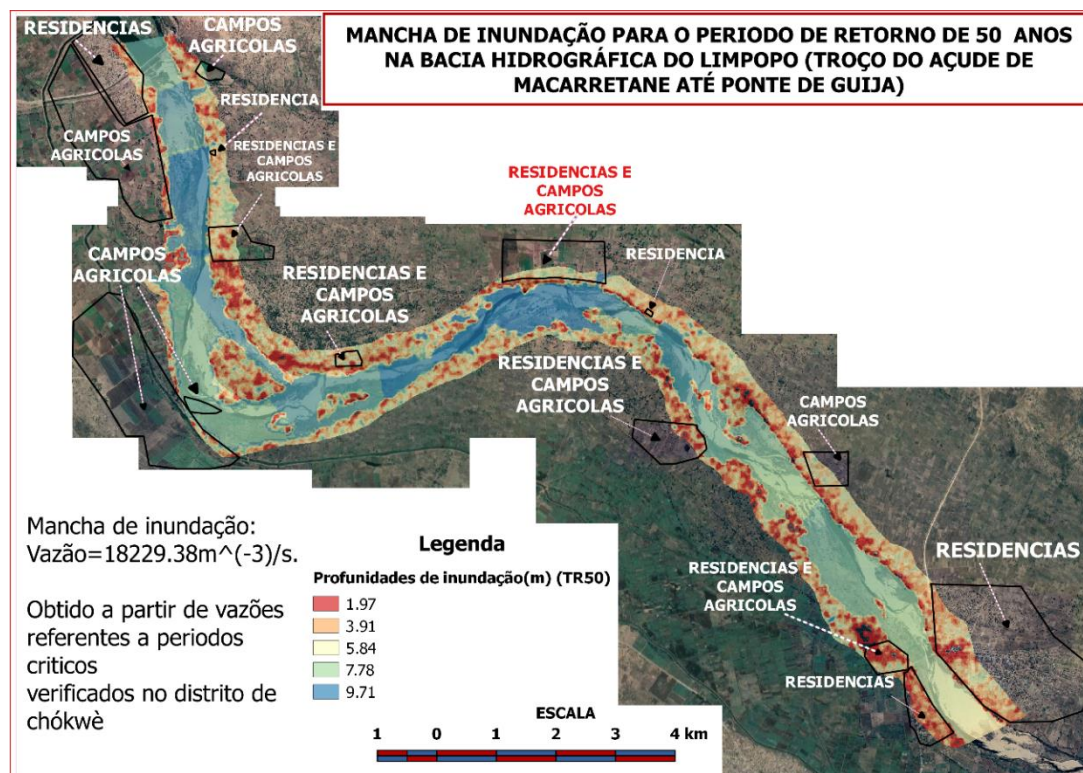 MANCHA DE INUNDAÇÃO PARA O PERIODO DE RETORNO DE 50 ANOS
NA BACIA HIDROGRÁFICA DO LIMPOPO (TROÇO DO AÇUDE DE
MACARRETANE ATÉ PONTE DE GUIJA)
RESIDENCIAS
CAMPOS
AGRICOLAS
RESIDENCIA
CAMPOS
AGRICOLAS
RESIDENCIAS E
CAMPOS
AGRICOLAS
RESIDENCIAS E
CAMPOS
AGRICOLAS
CAMPOS
AGRICOLAS
RESIDENCIAS E
CAMPOS
AGRICOLAS
RESIDENCIA
RESIDENCIAS E
CAMPOS
AGRICOLAS
CAMPOS
AGRICOLAS
RESIDENCIAS
RESIDENCIAS E
CAMPOS
AGRICOLAS
RESIDENCIAS
Mancha de inundação:
Vazão=18229.38m^(-3)/s.
Obtido a partir de vazões
referentes a periodos
criticos
verificados no distrito de
chókwè
Legenda
Profunidades de inundação(m) (TR50)
1.97
3.91
5.84
7.78
9.71
ESCALA
1 0 1 2 3 4 km